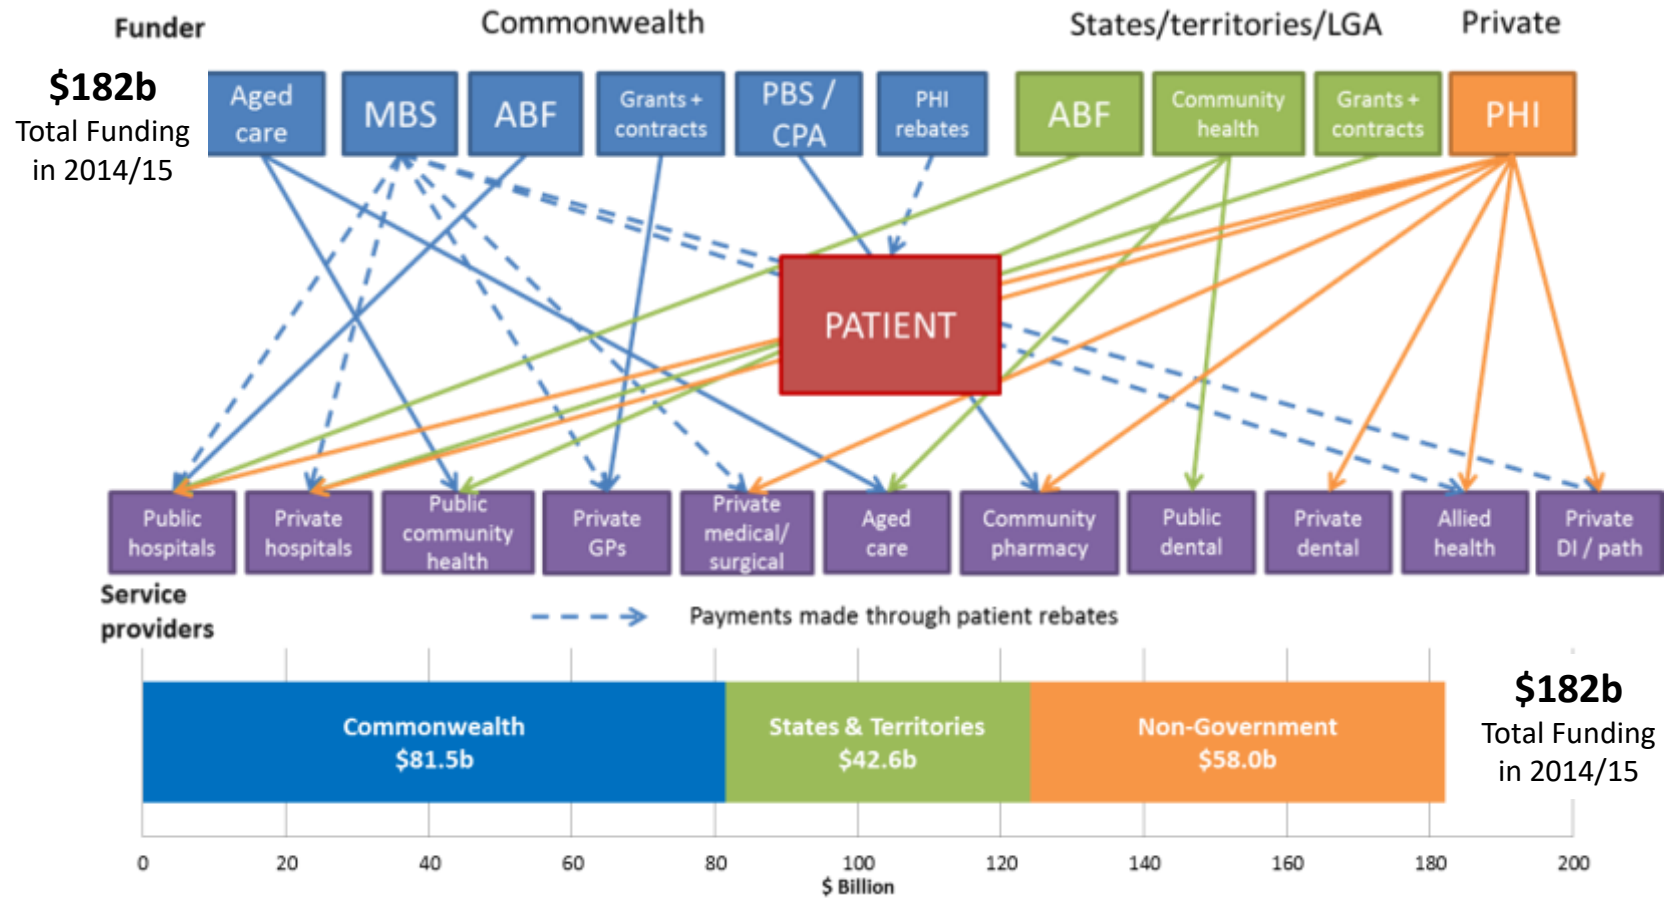 Funder
Commonwealth
States/territories/LGA
Private
$182b
Total Funding
in 2014/15
Aged
care
MBS
ABF
Grants +
contracts
PBS /
CPA
PHI
rebates
ABF
Community
health
Grants +
contracts
PHI
PATIENT
Public
hospitals
Private
hospitals
Public
community
health
Private
GPs
Private
medical/
surgical
Aged
care
Community
pharmacy
Public
dental
Private
dental
Allied
health
Private
DI / path
Service
providers
Payments made through patient rebates
Commonwealth
$81.5b
States & Territories
$42.6b
Non-Government
$58.0b
$182b
Total Funding
in 2014/15
0 20 40 60 80 100 120 140 160 180 200
$ Billion